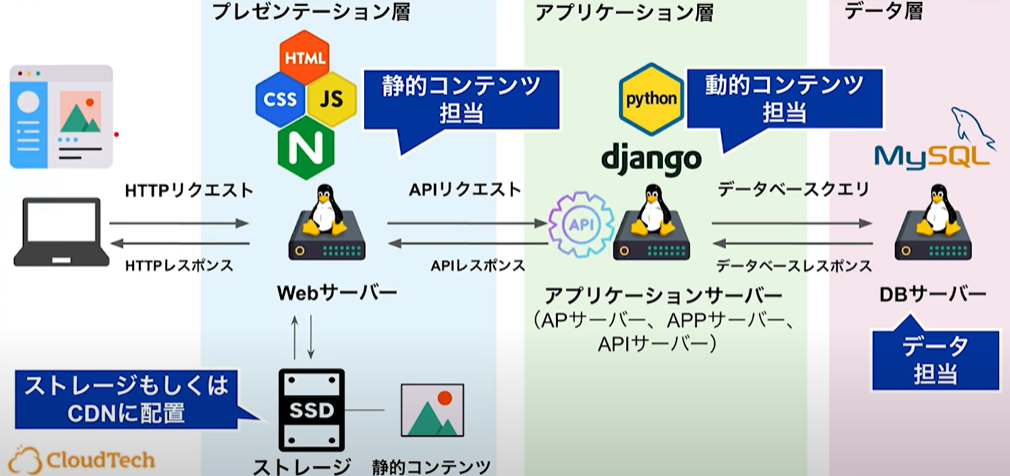 プレゼンテーション層
アプリケーション層
データ層
HTML
CSS
JS
N
静的コンテンツ
担当
python
django
動的コンテンツ
担当
MySQL
HTTPリクエスト
APIリクエスト
データベースクエリ
API
HTTPレスポンス
APIレスポンス
データベースレスポンス
Webサーバー
アプリケーションサーバー
（APサーバー、APPサーバー、
APIサーバー）
DBサーバー
データ
担当
ストレージもしくは
CDNに配置
SSD
CloudTech
ストレージ
静的コンテンツ